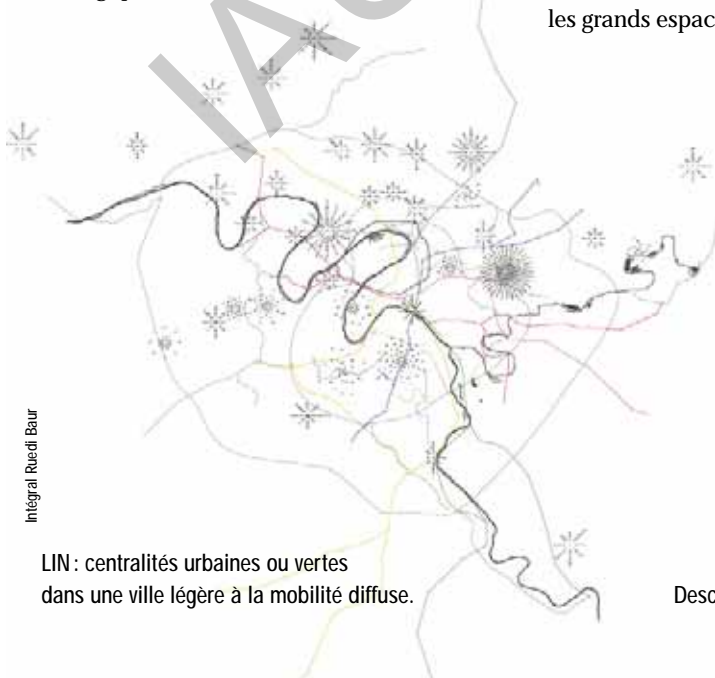 les grands espac
Intégral Ruedi Baur
LIN : centralités urbaines ou vertes
dans une ville légère à la mobilité diffuse.
Desc